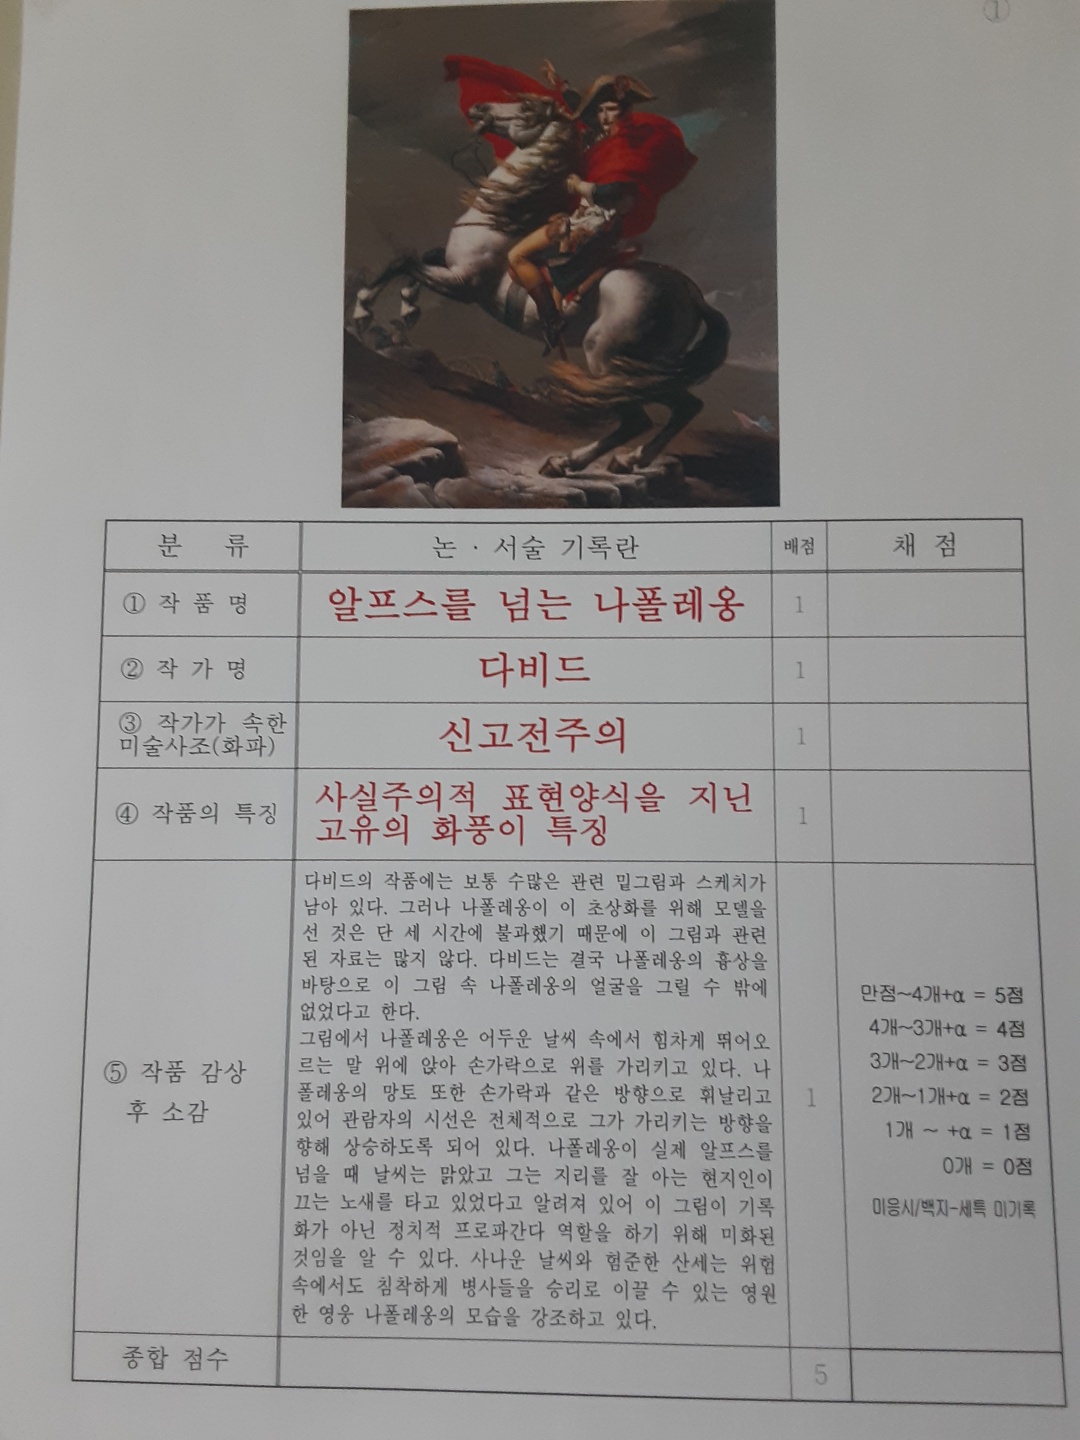 ①
분 류 논·서술 기록란 배점 채 점
① 작 품 명 알프스를 넘는 나폴레옹 1
② 작 가 명 다비드 1
③ 작가가 속한
미술사조(화파) 신고전주의 1
④ 작품의 특징 사실주의적 표현양식을 지닌
고유의 화풍이 특징 1
⑤ 작품 감상
후 소감
다비드의 작품에는 보통 수많은 관련 밑그림과 스케치가
남아 있다. 그러나 나폴레옹이 이 초상화를 위해 모델을
선 것은 단 세 시간에 불과했기 때문에 이 그림과 관련
된 자료는 많지 않다. 다비드는 결국 나폴레옹의 흉상을
바탕으로 이 그림 속 나폴레옹의 얼굴을 그릴 수 밖에
없었다고 한다.
그림에서 나폴레옹은 어두운 날씨 속에서 힘차게 뛰어오
르는 말 위에 앉아 손가락으로 위를 가리키고 있다. 나
폴레옹의 망토 또한 손가락과 같은 방향으로 휘날리고
있어 관람자의 시선은 전체적으로 그가 가리키는 방향을
향해 상승하도록 되어 있다. 나폴레옹이 실제 알프스를
넘을 때 날씨는 맑았고 그는 지리를 잘 아는 현지인이
끄는 노새를 타고 있었다고 알려져 있어 이 그림이 기록
화가 아닌 정치적 프로파간다 역할을 하기 위해 미화된
것임을 알 수 있다. 사나운 날씨와 험준한 산세는 위험
속에서도 침착하게 병사들을 승리로 이끌 수 있는 영원
한 영웅 나폴레옹의 모습을 강조하고 있다.
1
만점~4개+α = 5점
4개~3개+α = 4점
3개~2개+α = 3점
2개~1개+α = 2점
1개 ~ +α = 1점
0개 = 0점
미응시/백지-세특 미기록
종합 점수 5